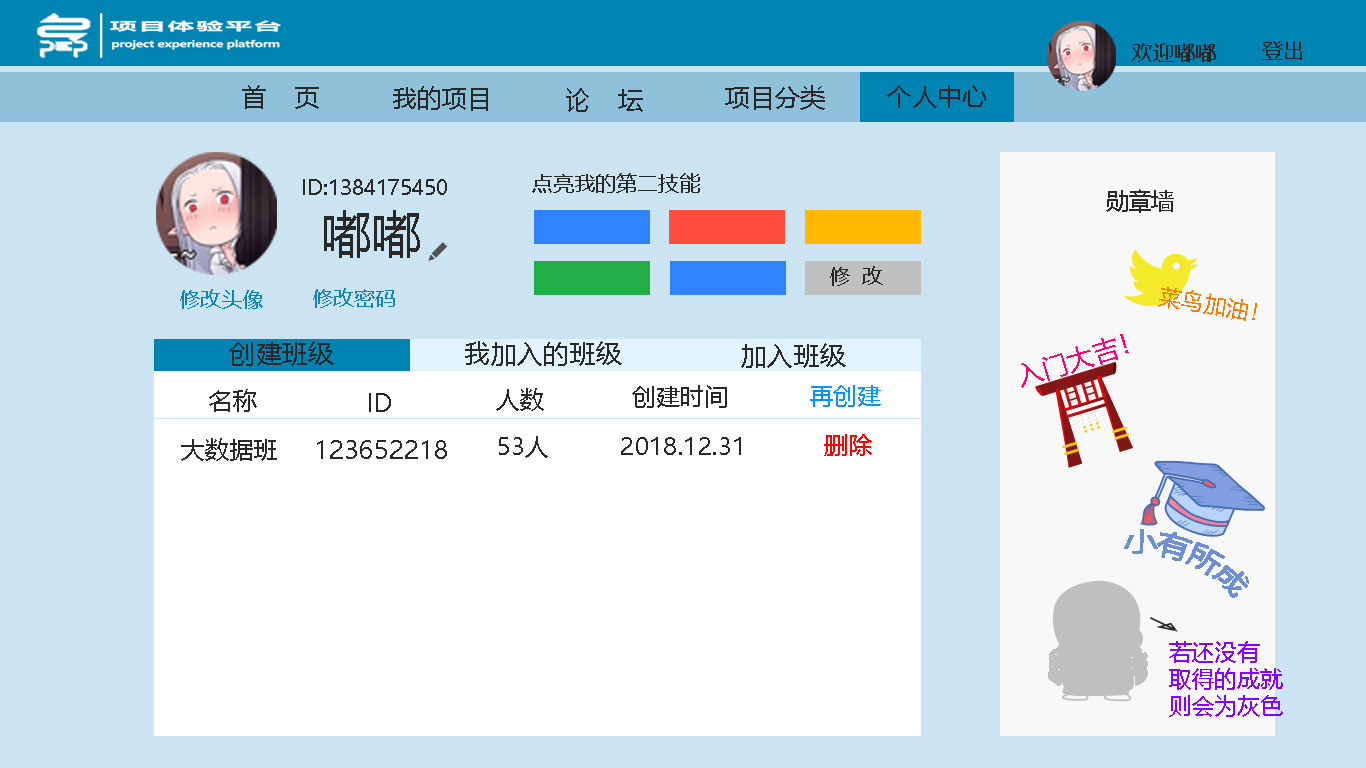 项目体验平台
project experience platform
欢迎嘟嘟 登出
首 页 我的项目 论 坛 项目分类 个人中心
ID:1384175450
嘟嘟
修改头像 修改密码
点亮我的第二技能
修 改
创建班级 我加入的班级 加入班级
名称 ID 人数 创建时间 再创建
大数据班 123652218 53人 2018.12.31 删除
勋章墙
菜鸟加油!
入门大吉!
小有所成
若还没有
取得的成就
则会为灰色